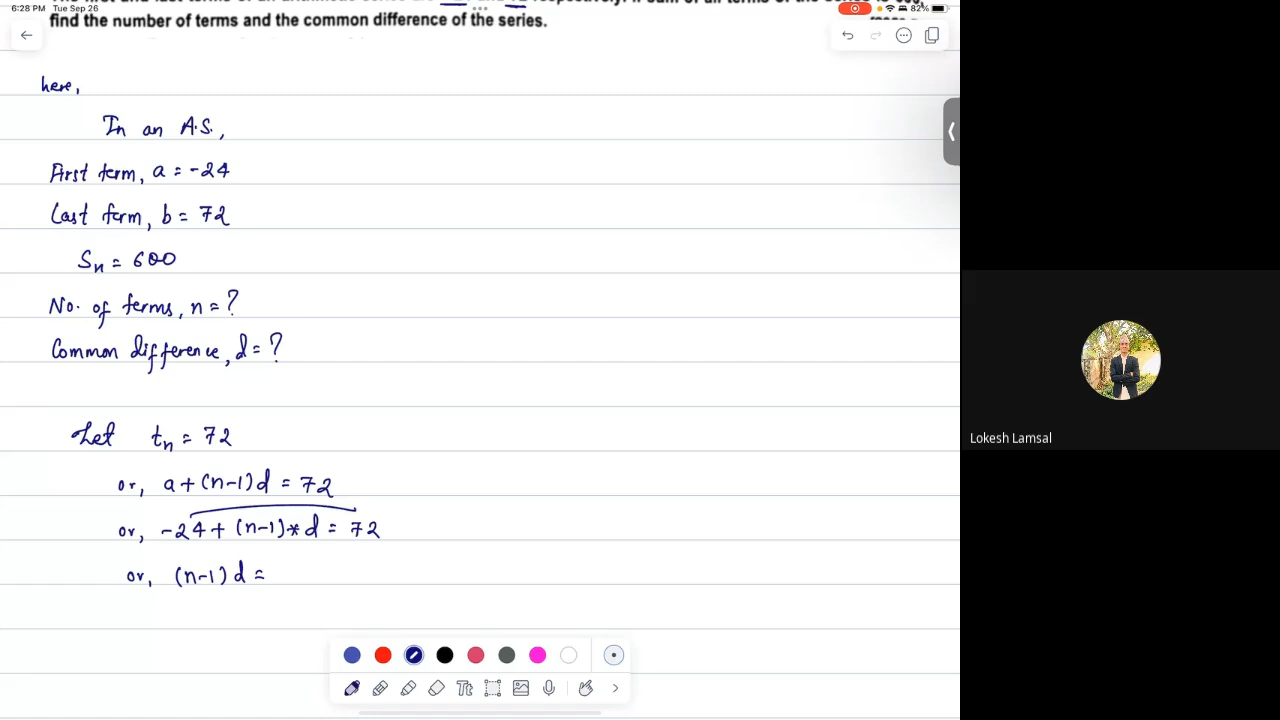 6:28 PM Tue Sep 26
82%
find the number of terms and the common difference of the series.
here,
In an A.S.,
First term, a = -24
Last term, b = 72
Sn = 600
No. of terms, n = ?
Common difference, d = ?
Let tn = 72
or, a + (n-1)d = 72
or, -24 + (n-1)*d = 72
or, (n-1)d =
Tt
Lokesh Lamsal